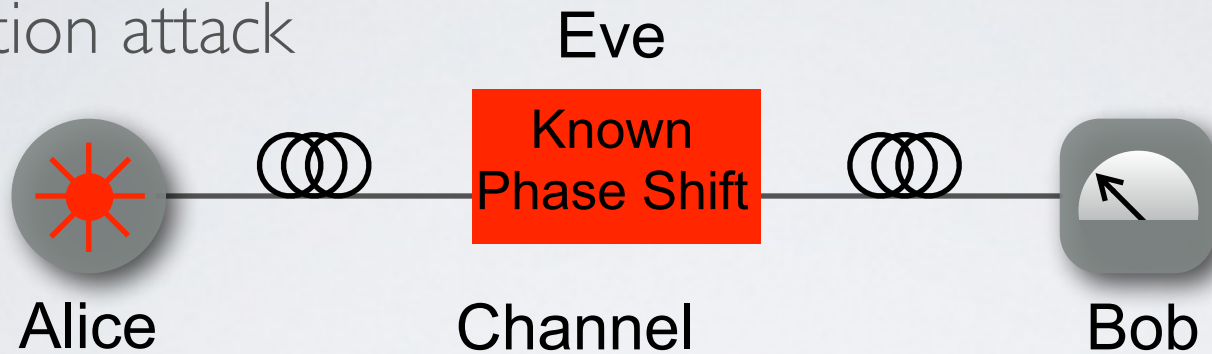 tion attack
Eve
Known
Phase Shift
Alice
Channel
Bob